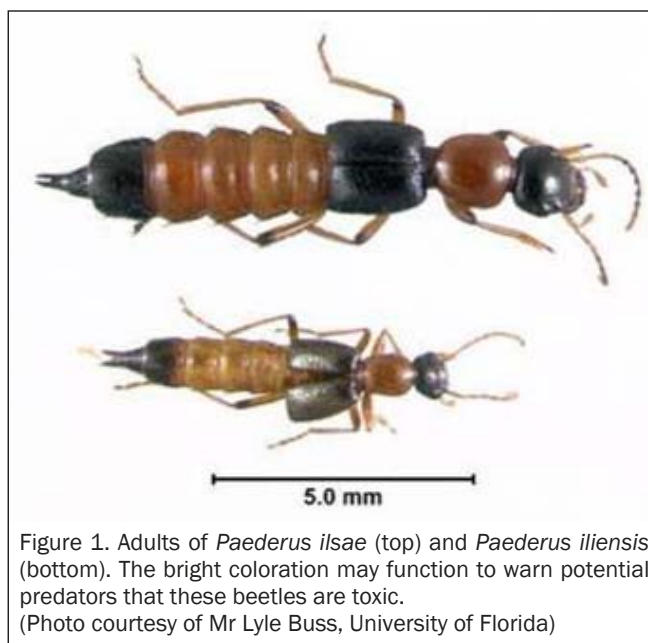 5.0 mm
Figure 1. Adults of Paederus ilsae (top) and Paederus iliensis
(bottom). The bright coloration may function to warn potential
predators that these beetles are toxic.
(Photo courtesy of Mr Lyle Buss, University of Florida)